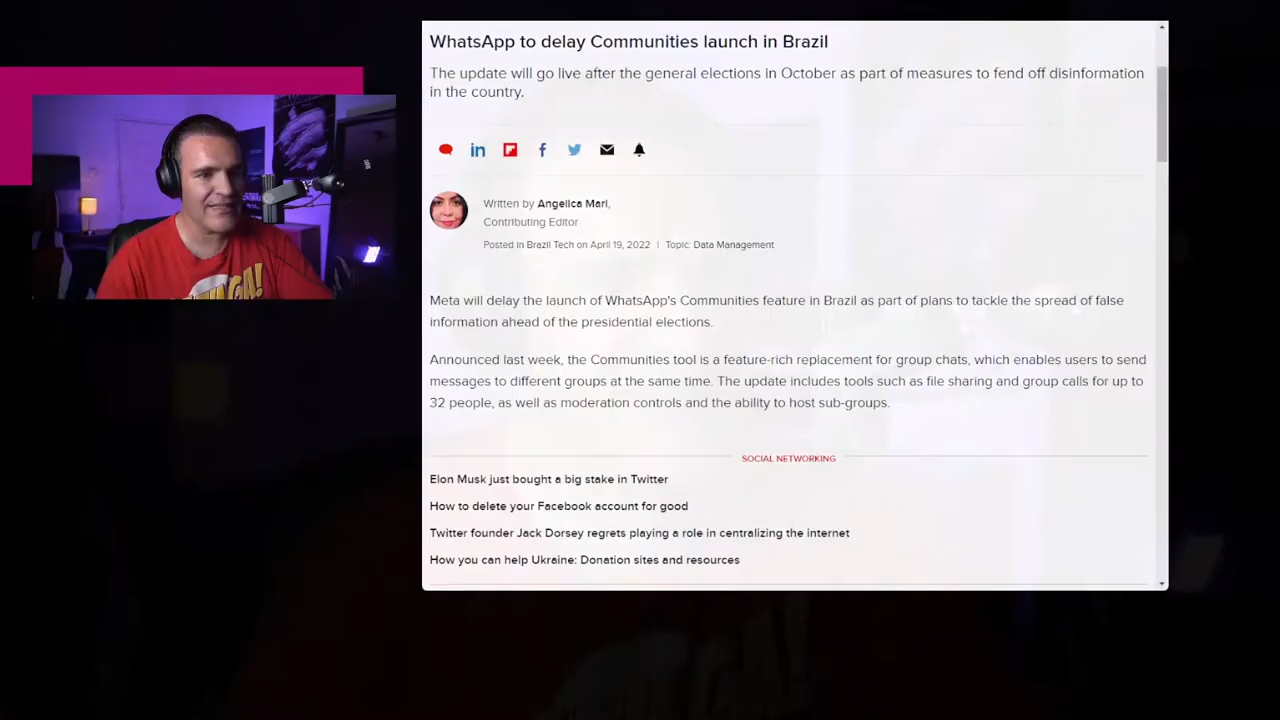 WhatsApp to delay Communities launch in Brazil
The update will go live after the general elections in October as part of measures to fend off disinformation
in the country.
Written by Angelica Mari,
Contributing Editor
Posted in Brazil Tech on April 19, 2022 | Topic: Data Management
Meta will delay the launch of WhatsApp's Communities feature in Brazil as part of plans to tackle the spread of false
information ahead of the presidential elections.
Announced last week, the Communities tool is a feature-rich replacement for group chats, which enables users to send
messages to different groups at the same time. The update includes tools such as file sharing and group calls for up to
32 people, as well as moderation controls and the ability to host sub-groups.
SOCIAL NETWORKING
Elon Musk just bought a big stake in Twitter
How to delete your Facebook account for good
Twitter founder Jack Dorsey regrets playing a role in centralizing the internet
How you can help Ukraine: Donation sites and resources